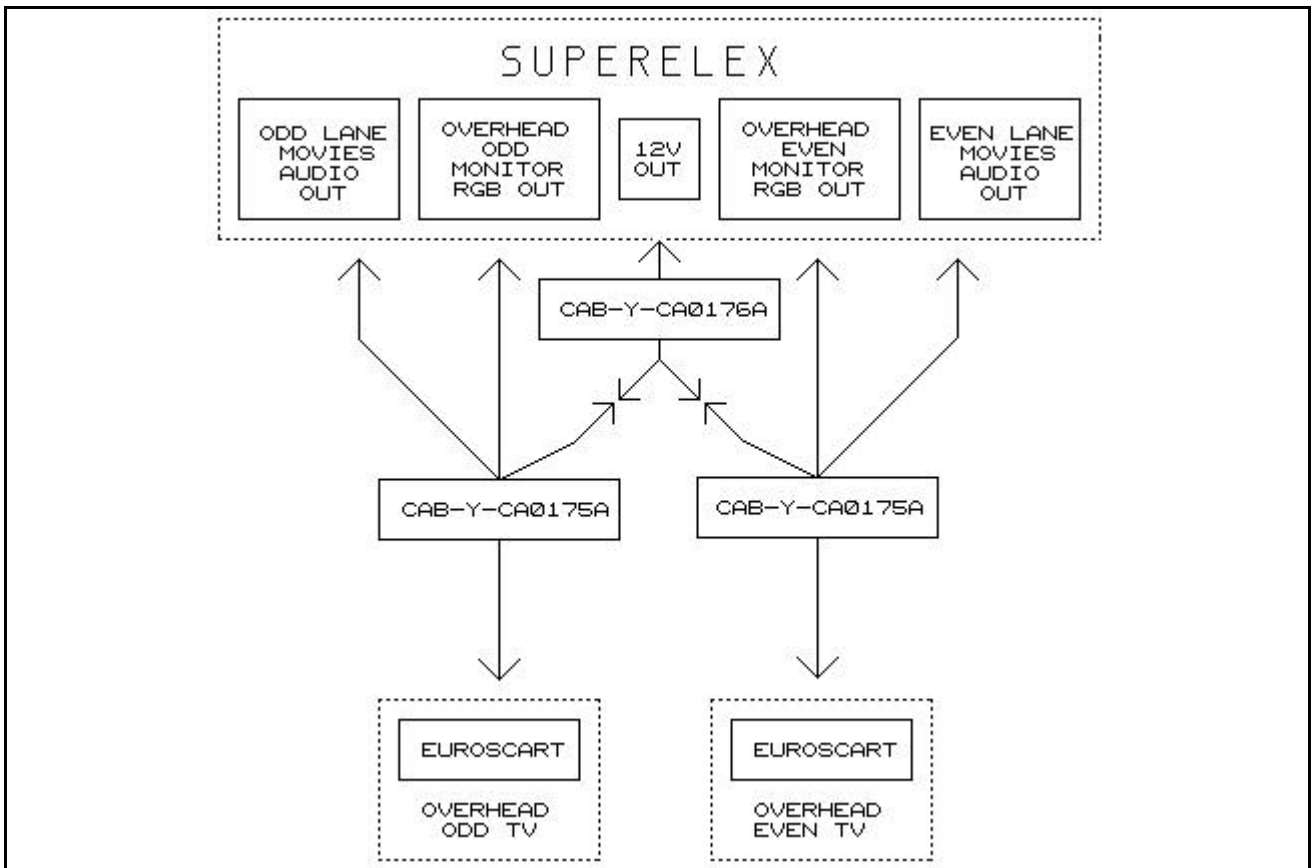 SUPERELEX
ODD LANE
MOVIES
AUDIO
OUT
OVERHEAD
ODD
MONITOR
RGB OUT
12V
OUT
OVERHEAD
EVEN
MONITOR
RGB OUT
EVEN LANE
MOVIES
AUDIO
OUT
CAB-Y-CA0176A
CAB-Y-CA0175A
CAB-Y-CA0175A
EUROSCART
OVERHEAD
ODD TV
EUROSCART
OVERHEAD
EVEN TV